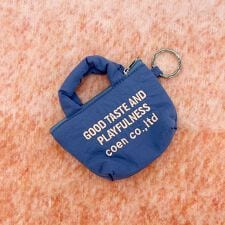 GOOD TASTE AND
PLAYFULNESS
coen co.,ltd